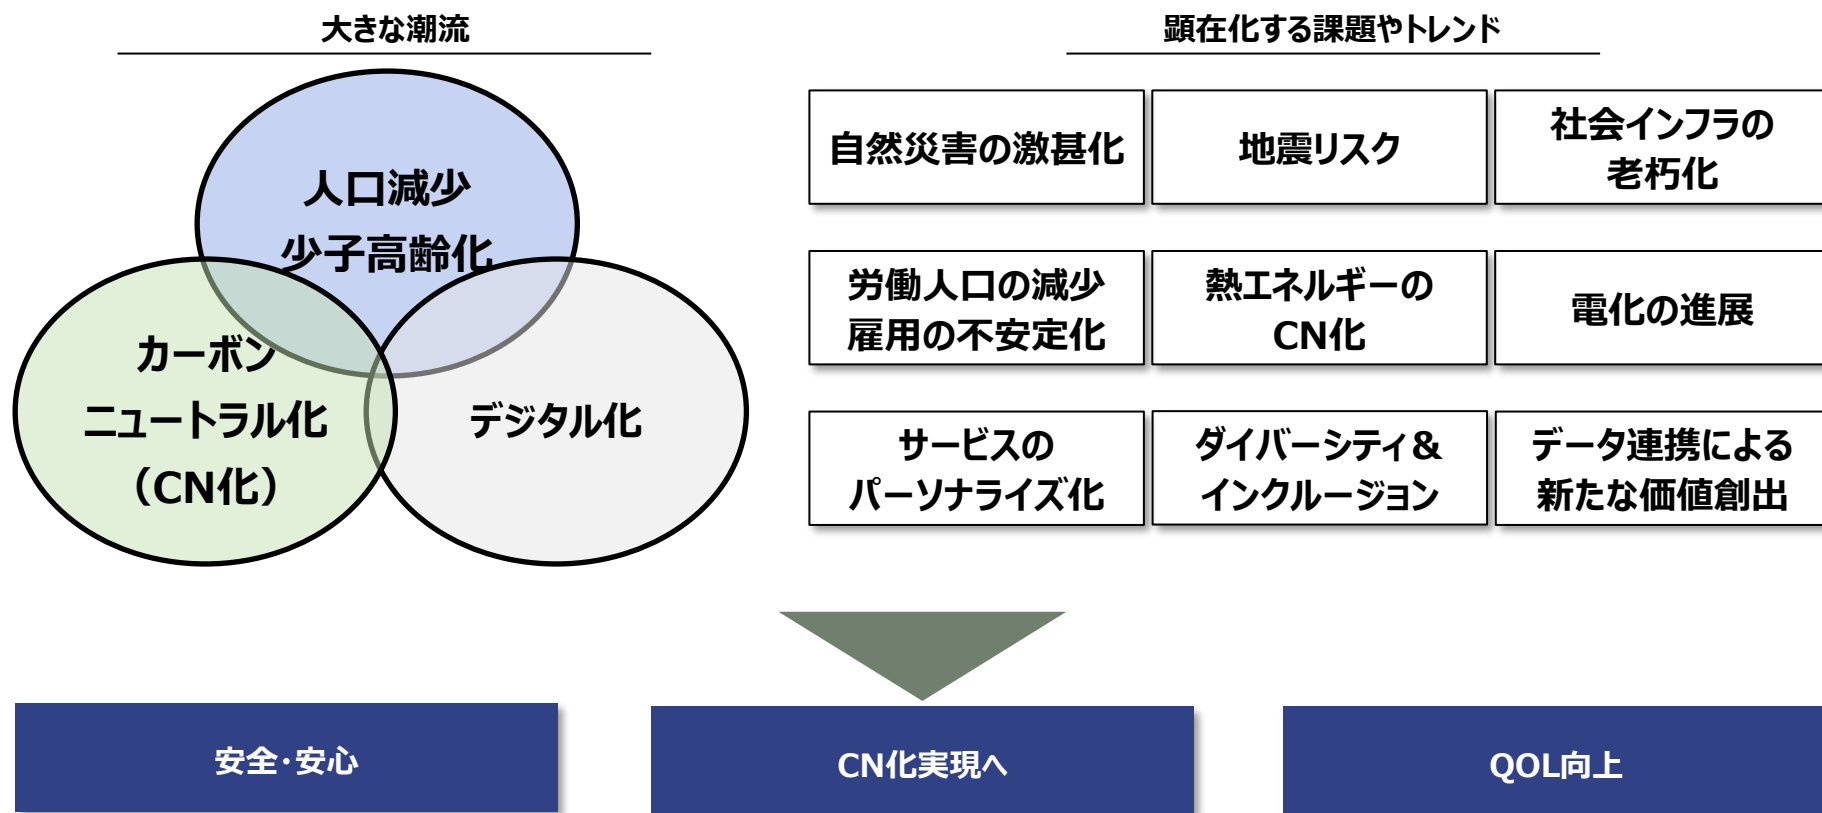 大きな潮流
人口減少
少子高齢化
カーボン
ニュートラル化
（CN化）
デジタル化
顕在化する課題やトレンド
自然災害の激甚化
地震リスク
社会インフラの
老朽化
労働人口の減少
雇用の不安定化
熱エネルギーの
CN化
電化の進展
サービスの
パーソナライズ化
ダイバーシティ＆
インクルージョン
データ連携による
新たな価値創出
安全・安心
CN化実現へ
QOL向上